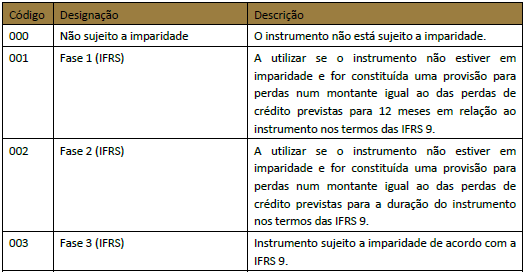 Código Designação Descrição
000 Não sujeito a imparidade O instrumento não está sujeito a imparidade.
001 Fase 1 (IFRS) A utilizar se o instrumento não estiver em
imparidade e for constituída uma provisão para
perdas num montante igual ao das perdas de
crédito previstas para 12 meses em relação ao
instrumento nos termos das IFRS 9.
002 Fase 2 (IFRS) A utilizar se o instrumento não estiver em
imparidade e for constituída uma provisão para
perdas num montante igual ao das perdas de
crédito previstas para a duração do instrumento
nos termos das IFRS 9.
003 Fase 3 (IFRS) Instrumento sujeito a imparidade de acordo com a
IFRS 9.